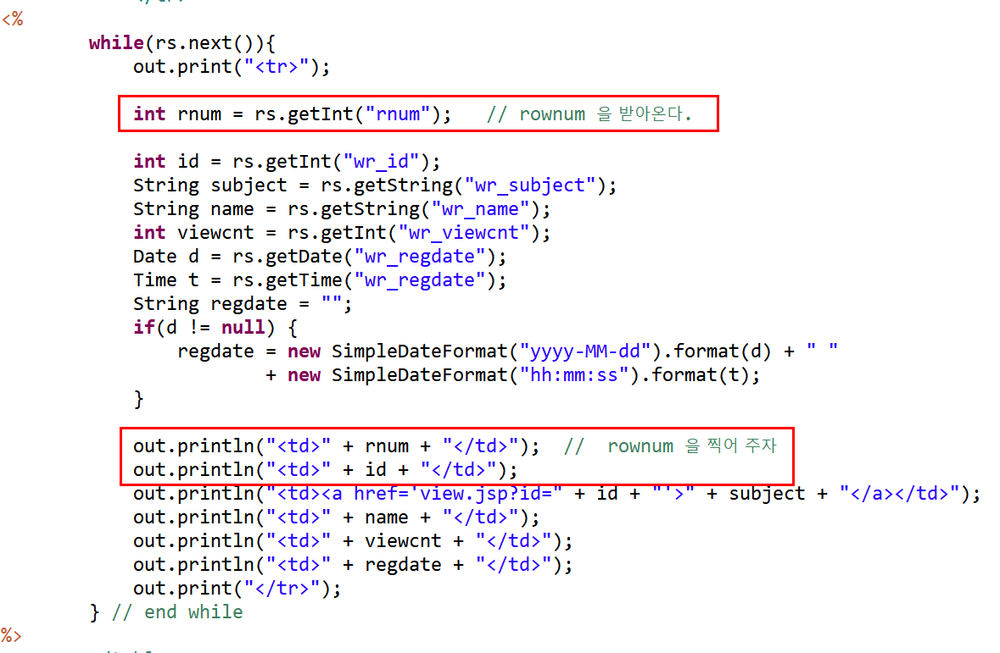 <%
while(rs.next()){
out.print("<tr>");
int rnum = rs.getInt("rnum"); // rownum 을 받아온다.
int id = rs.getInt("wr_id");
String subject = rs.getString("wr_subject");
String name = rs.getString("wr_name");
int viewcnt = rs.getInt("wr_viewcnt");
Date d = rs.getDate("wr_regdate");
Time t = rs.getTime("wr_regdate");
String regdate = "";
if(d != null) {
regdate = new SimpleDateFormat("yyyy-MM-dd").format(d) + " "
+ new SimpleDateFormat("hh:mm:ss").format(t);
}
out.println("<td>" + rnum + "</td>"); // rownum 을 찍어 주자
out.println("<td>" + id + "</td>");
out.println("<td><a href='view.jsp?id=" + id + "'>" + subject + "</a></td>");
out.println("<td>" + name + "</td>");
out.println("<td>" + viewcnt + "</td>");
out.println("<td>" + regdate + "</td>");
out.print("</tr>");
} // end while
%>